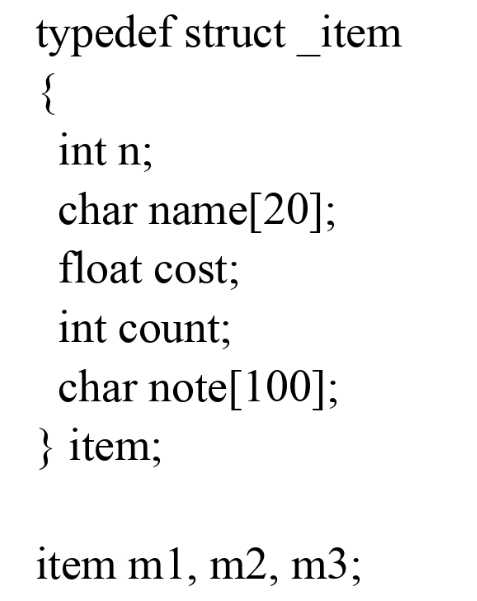 typedef struct _item
{
int n;
char name[20];
float cost;
int count;
char note[100];
} item;
item m1, m2, m3;